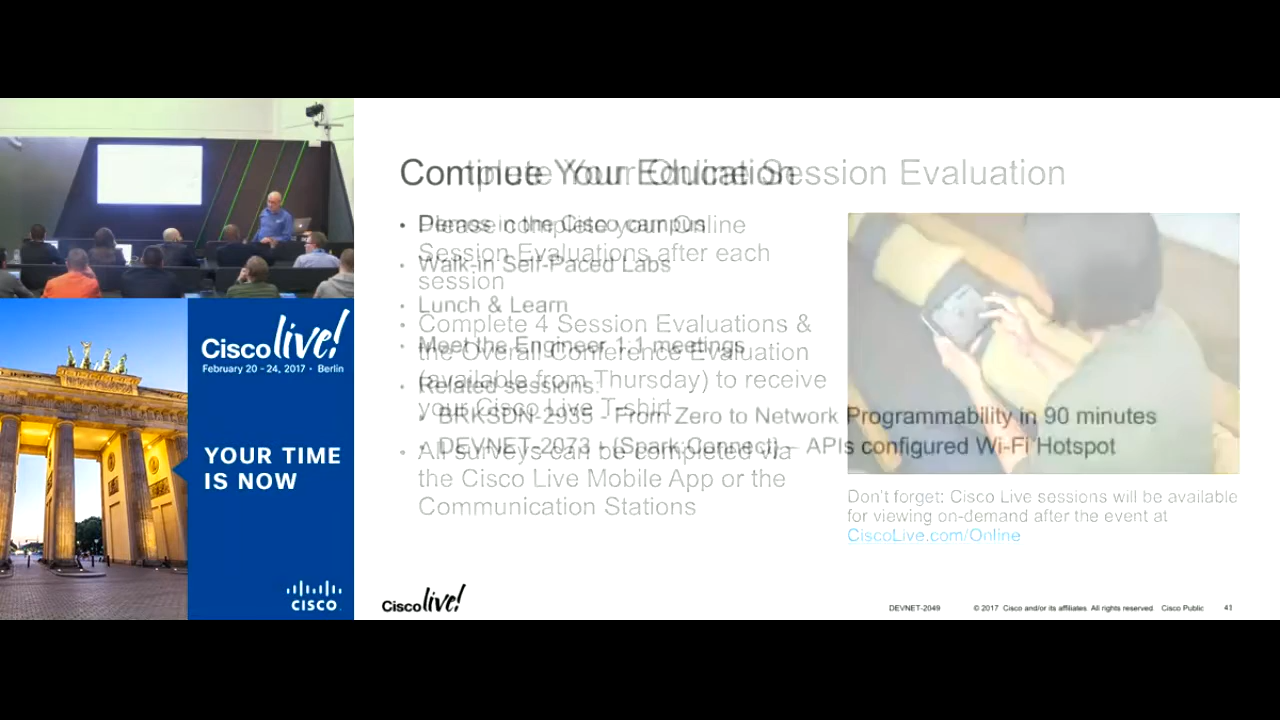 Continue Your Education
Complete Your Online Session Evaluation
• Demos in the Cisco campus
• Walk-in Self-Paced Labs
• Lunch & Learn
• Meet the Engineer 1:1 meetings
• Related sessions:
• BRKSDN-2935 - From Zero to Network Programmability in 90 minutes
• DEVNET-2073 - (Spark Connect) – APIs configured Wi-Fi Hotspot
• Please complete your Online
Session Evaluations after each
session
• Complete 4 Session Evaluations &
the Overall Conference Evaluation
(available from Thursday) to receive
your Cisco Live T-shirt
• All surveys can be completed via
the Cisco Live Mobile App or the
Communication Stations
Don't forget: Cisco Live sessions will be available
for viewing on-demand after the event at
CiscoLive.com/Online
Cisco live!
February 20 - 24, 2017 • Berlin
YOUR TIME
IS NOW
CISCO
Cisco live!
DEVNET-2049 © 2017 Cisco and/or its affiliates. All rights reserved. Cisco Public 41